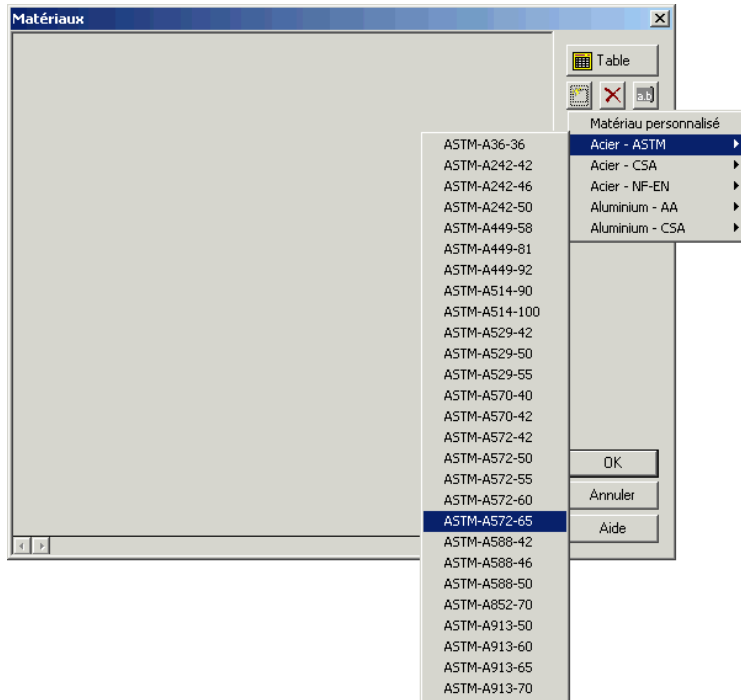 Matériaux
Table
Matériau personnalisé
Acier - ASTM
Acier - CSA
Acier - NF-EN
Aluminium - AA
Aluminium - CSA
ASTM-A36-36
ASTM-A242-42
ASTM-A242-46
ASTM-A242-50
ASTM-A449-58
ASTM-A449-81
ASTM-A449-92
ASTM-A514-90
ASTM-A514-100
ASTM-A529-42
ASTM-A529-50
ASTM-A529-55
ASTM-A570-40
ASTM-A570-42
ASTM-A572-42
ASTM-A572-50
ASTM-A572-55
ASTM-A572-60
ASTM-A572-65
ASTM-A588-42
ASTM-A588-46
ASTM-A588-50
ASTM-A852-70
ASTM-A913-50
ASTM-A913-60
ASTM-A913-65
ASTM-A913-70
OK
Annuler
Aide